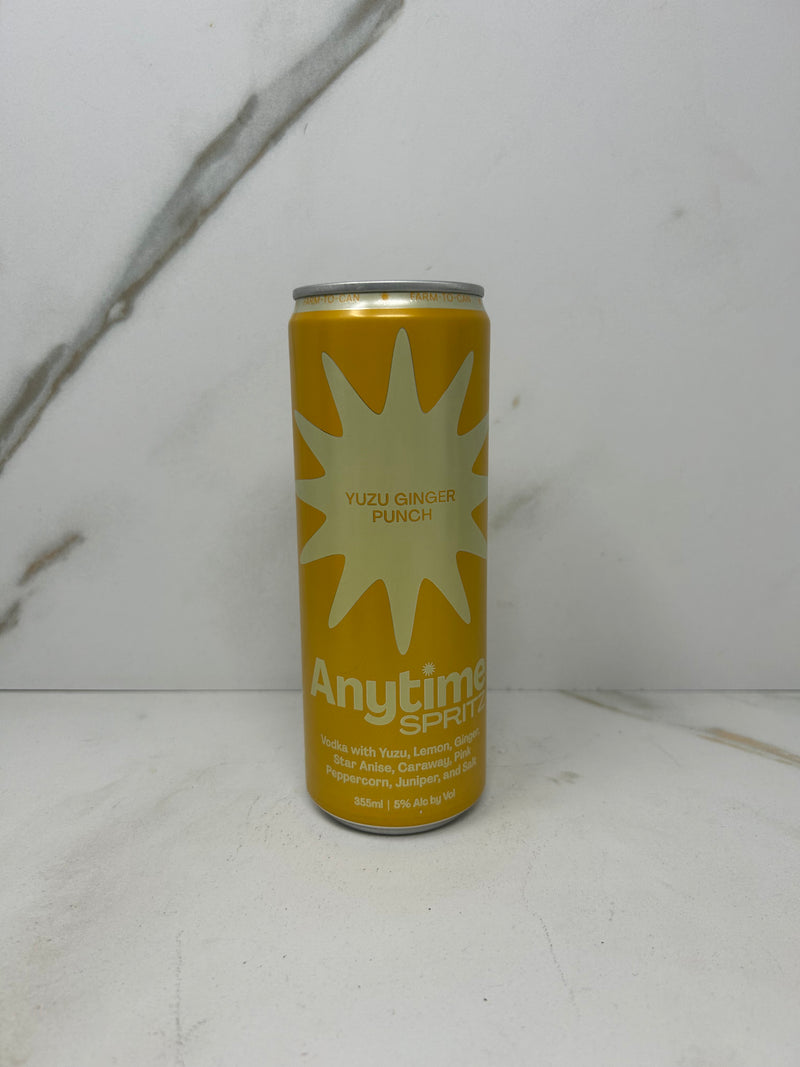 FARM-TO-CAN • FARM-TO-CAN
YUZU GINGER
PUNCH
Anytime
SPRITZ
Vodka with Yuzu, Lemon, Ginger,
Star Anise, Caraway, Pink
Peppercorn, Juniper, and Salt
355ml | 5% Alc by Vol